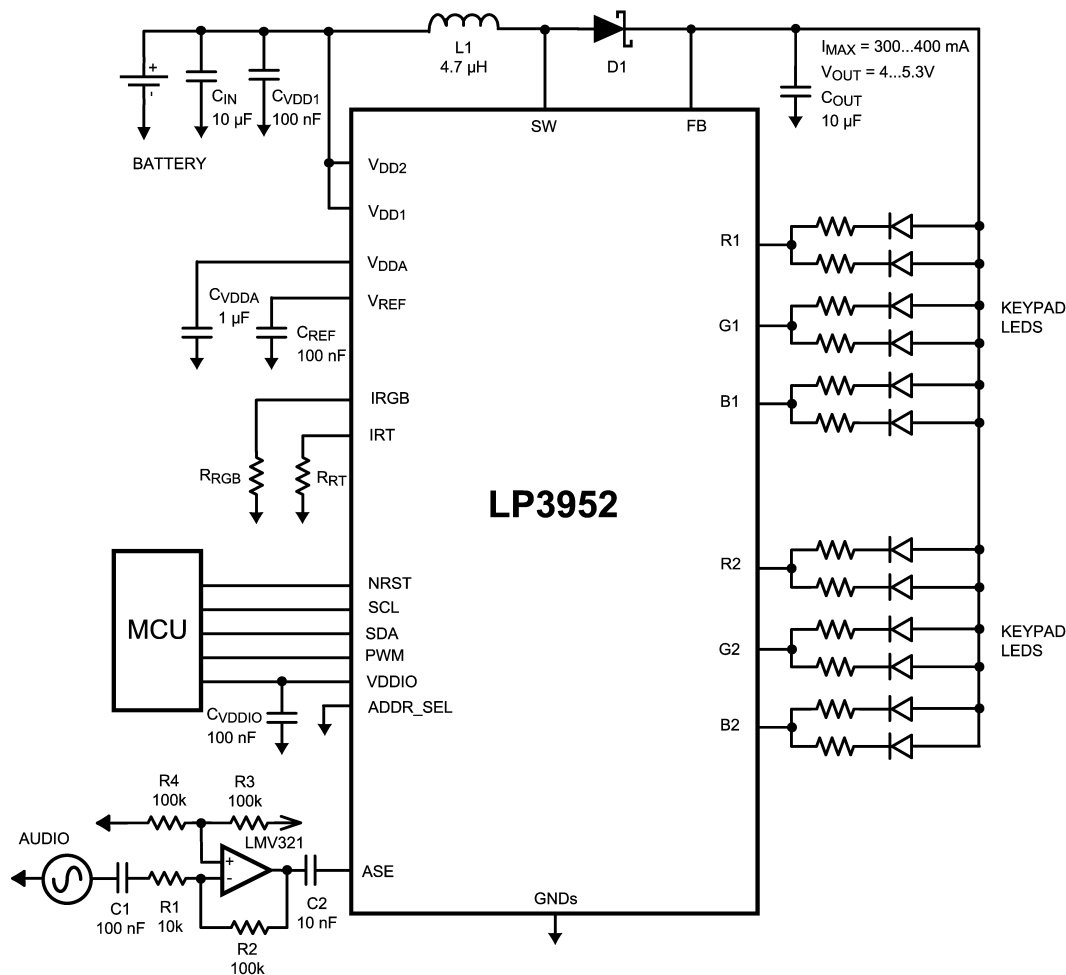 L1
4.7 µH
D1
IMAX = 300...400 mA
VOUT = 4...5.3V
COUT
10 µF
+
-
CIN
10 µF
CVDD1
100 nF
BATTERY
SW
FB
VDD2
VDD1
VDDA
VREF
CVDDA
1 µF
CREF
100 nF
IRGB
IRT
RRGB
RRT
LP3952
R1
G1
B1
KEYPAD
LEDS
R2
G2
B2
KEYPAD
LEDS
MCU
NRST
SCL
SDA
PWM
VDDIO
ADDR_SEL
CVDDIO
100 nF
R4
100k
R3
100k
LMV321
AUDIO
+
-
ASE
C1
100 nF
R1
10k
R2
100k
C2
10 nF
GNDs